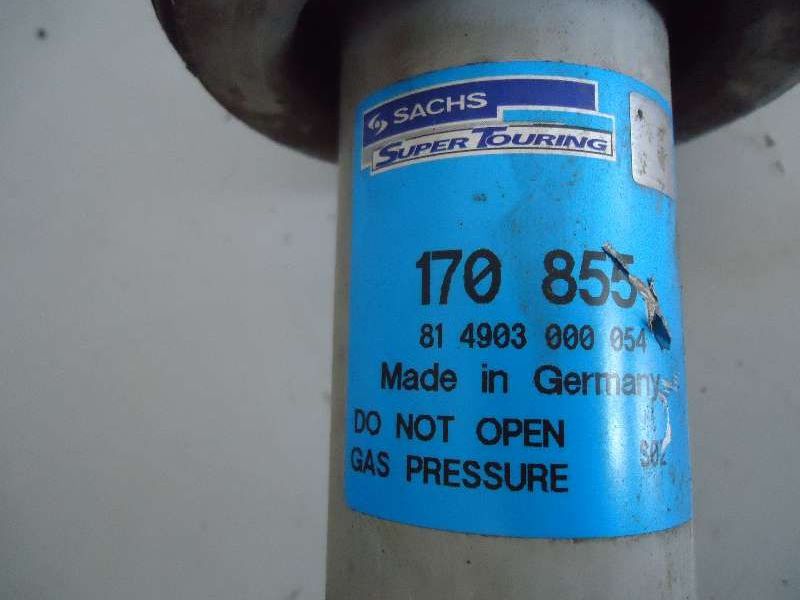 SACHS
SUPER TOURING
170 855
81 4903 000 054
Made in Germany
DO NOT OPEN
GAS PRESSURE